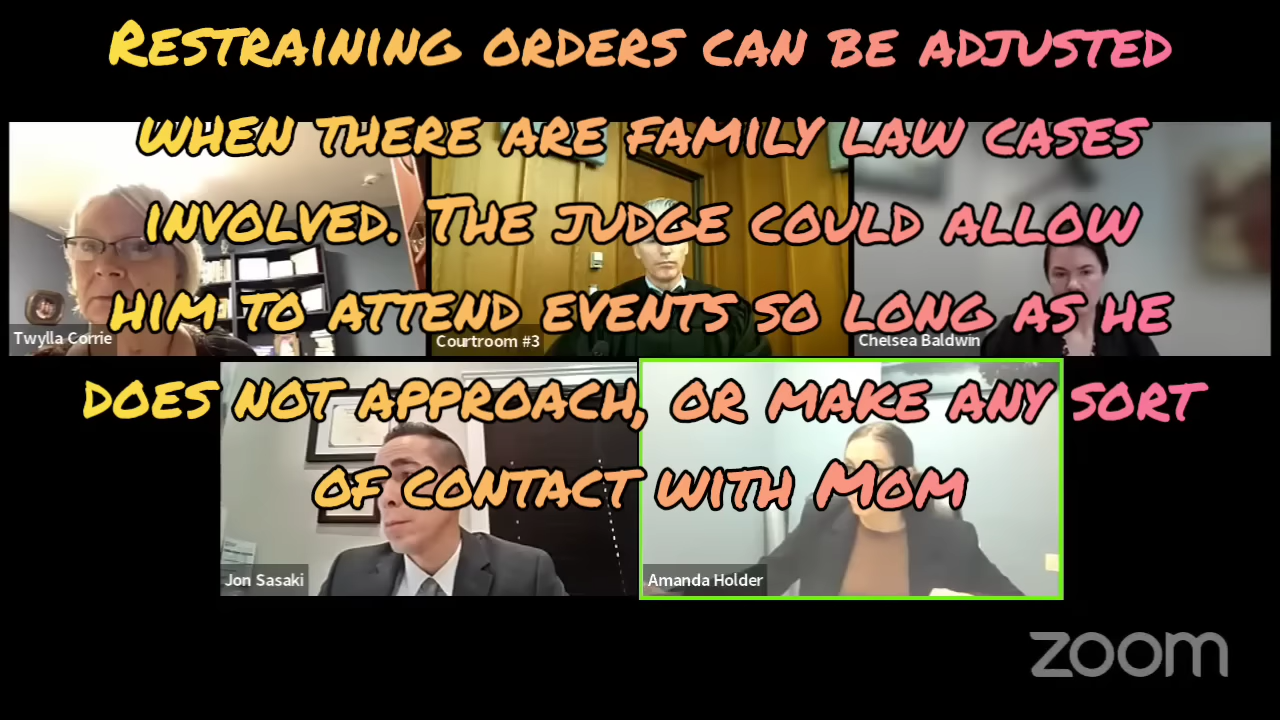 Restraining orders can be adjusted
when there are family law cases
involved. The judge could allow
him to attend events so long as he
does not approach, or make any sort
of contact with Mom
Twylla Corrie
Courtroom #3
Chelsea Baldwin
Jon Sasaki
Amanda Holder
zoom